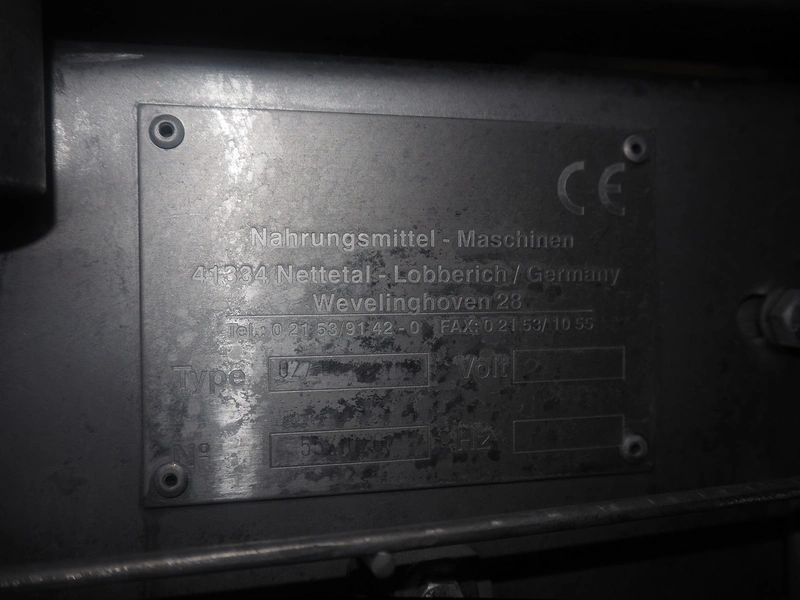 CE
Nahrungsmittel - Maschinen
41334 Nettetal - Lobberich / Germany
Wevelinghoven 28
Tel.: 0 21 53/91 42 - 0 FAX: 0 21 53/ 10 55
Type Volt
Nº Hz